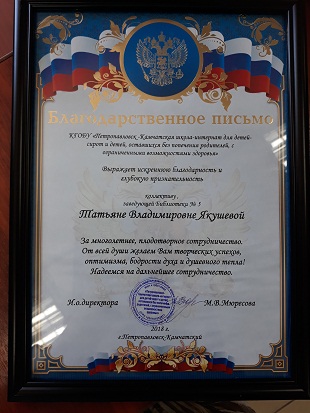 Благодарственное письмо
КГОБУ «Петропавловск-Камчатская школа-интернат для детей-
сирот и детей, оставшихся без попечения родителей, с
ограниченными возможностями здоровья»
Выражает искреннюю благодарность и
глубокую признательность
коллективу,
заведующей Библиотеки № 5
Татьяне Владимировне Якушевой
За многолетнее, плодотворное сотрудничество.
От всей души желаем Вам творческих успехов,
оптимизма, бодрости духа и душевного тепла!
Надеемся на дальнейшее сотрудничество.
И.о.директора М.В.Мюресова
2018 г.
г.Петропавловск-Камчатский